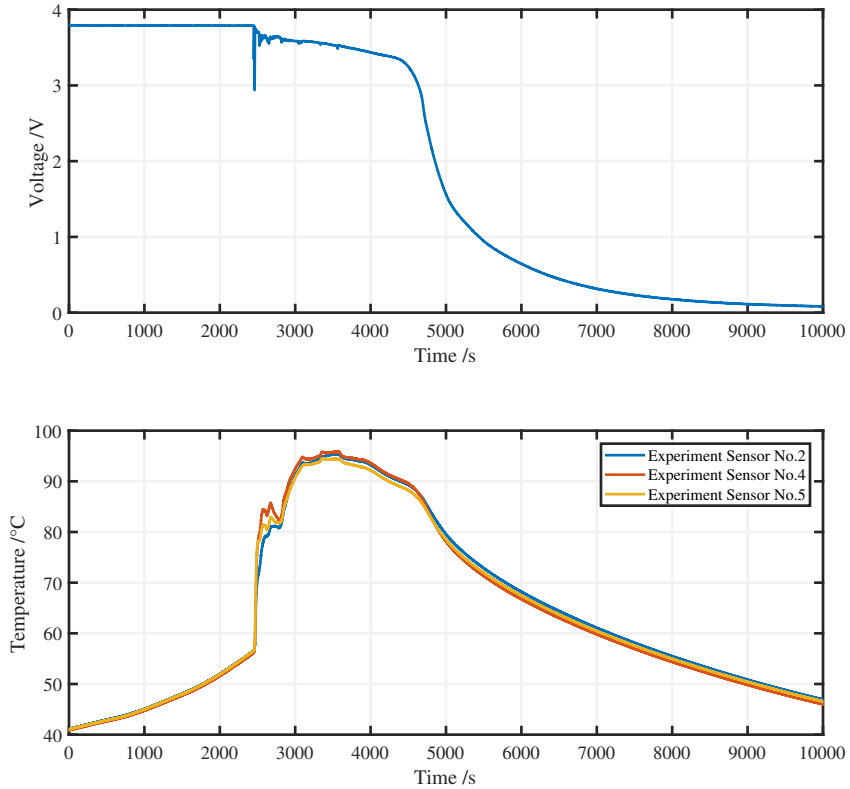 4
3
2
1
0
Voltage /V
0 1000 2000 3000 4000 5000 6000 7000 8000 9000 10000
Time /s
100
90
80
70
60
50
40
Temperature /°C
Experiment Sensor No.2
Experiment Sensor No.4
Experiment Sensor No.5
0 1000 2000 3000 4000 5000 6000 7000 8000 9000 10000
Time /s